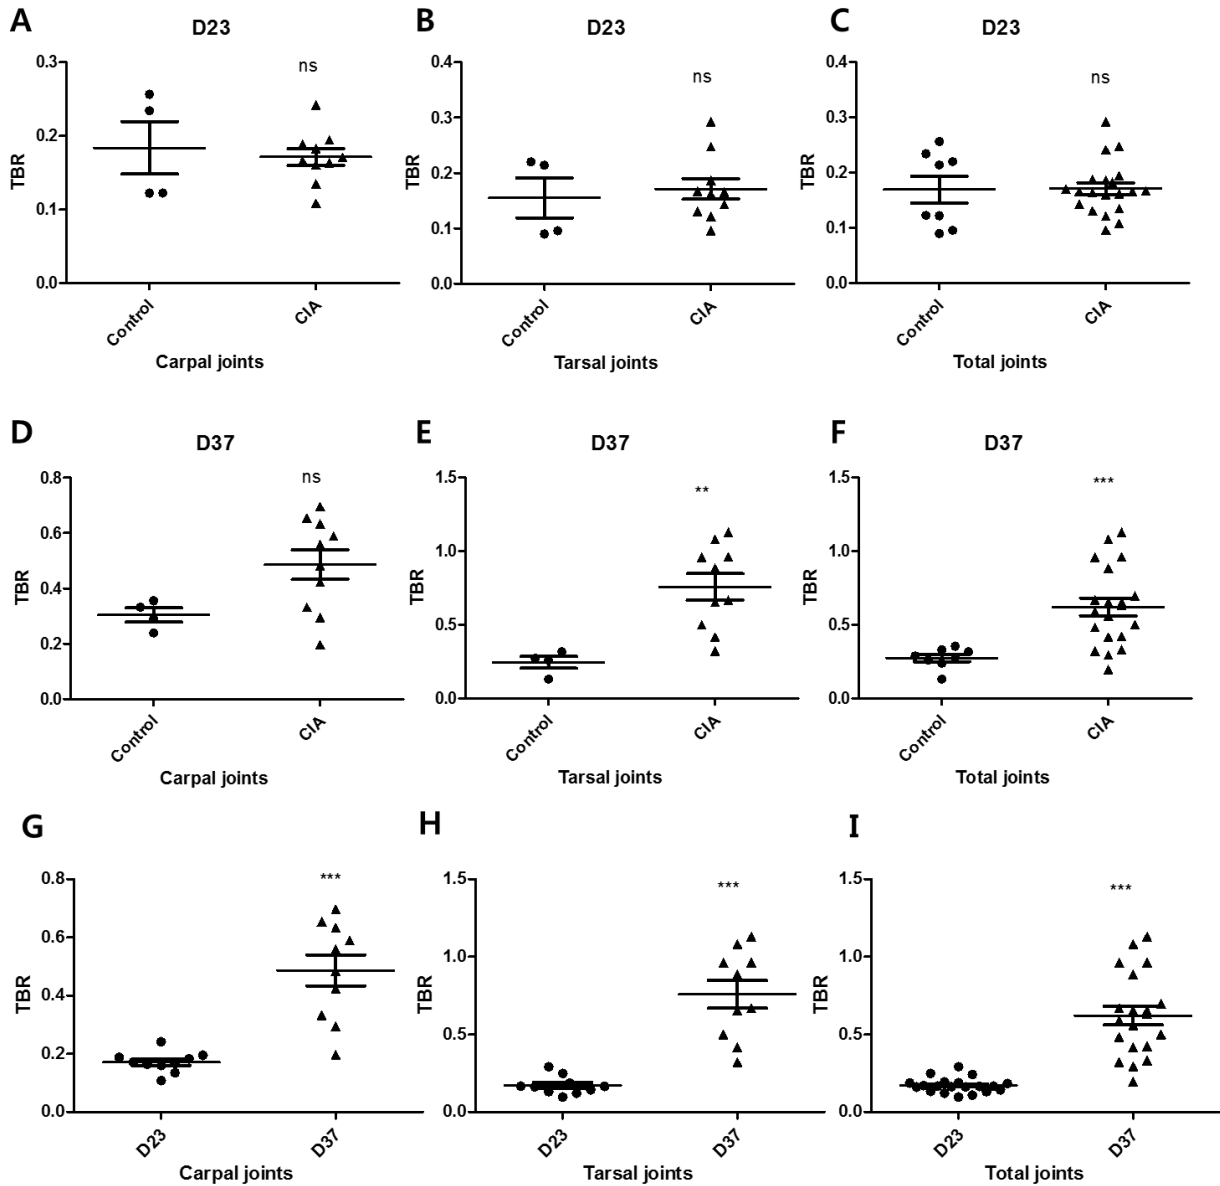 A B C
D23 D23 D23
ns ns ns
TBR TBR TBR
0.3 0.4 0.4
0.2 0.3 0.3
0.1 0.2 0.2
0.0 0.1 0.1
0.0 0.0
Control CIA Control CIA Control CIA
Carpal joints Tarsal joints Total joints
D E F
D37 D37 D37
ns ** ***
TBR TBR TBR
0.8 1.5 1.5
0.6 1.0 1.0
0.4 0.5 0.5
0.2 0.0 0.0
0.0
Control CIA Control CIA Control CIA
Carpal joints Tarsal joints Total joints
G H I
*** *** ***
TBR TBR TBR
0.8 1.5 1.5
0.6 1.0 1.0
0.4 0.5 0.5
0.2 0.0 0.0
0.0
D23 D37 D23 D37 D23 D37
Carpal joints Tarsal joints Total joints